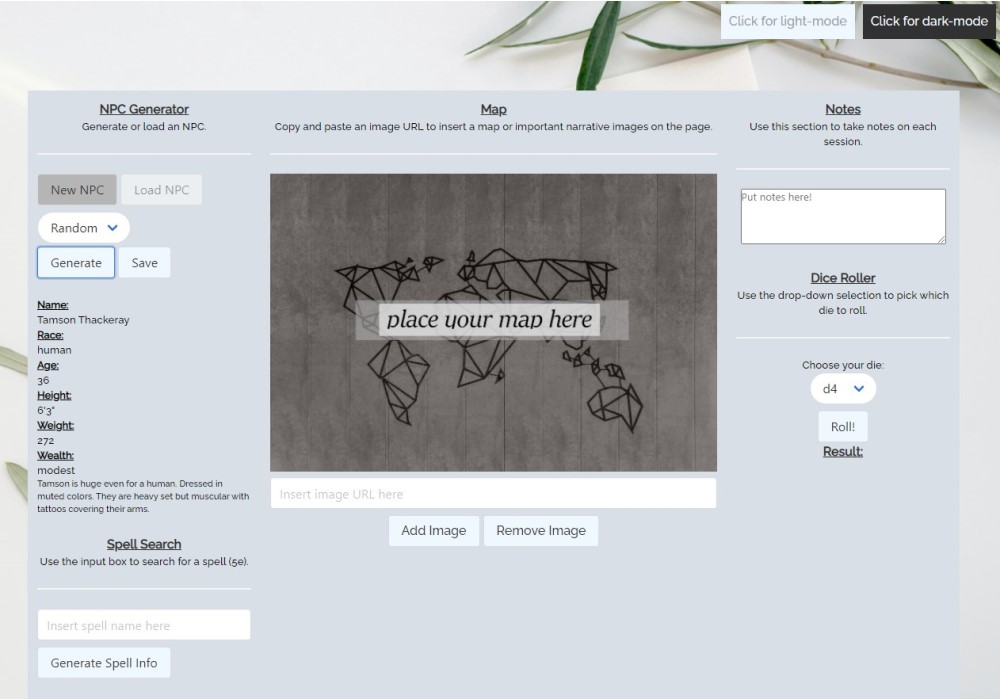 Click for light-mode
Click for dark-mode
NPC Generator
Generate or load an NPC.
New NPC
Load NPC
Random
Generate
Save
Name:
Tamson Thackeray
Race:
human
Age:
36
Height:
6'3"
Weight:
272
Wealth:
modest
Tamson is huge even for a human. Dressed in
muted colors. They are heavy set but muscular with
tattoos covering their arms.
Spell Search
Use the input box to search for a spell (5e).
Insert spell name here
Generate Spell Info
Map
Copy and paste an image URL to insert a map or important narrative images on the page.
place your map here
Insert image URL here
Add Image
Remove Image
Notes
Use this section to take notes on each
session.
Put notes here!
Dice Roller
Use the drop-down selection to pick which
die to roll.
Choose your die:
d4
Roll!
Result: